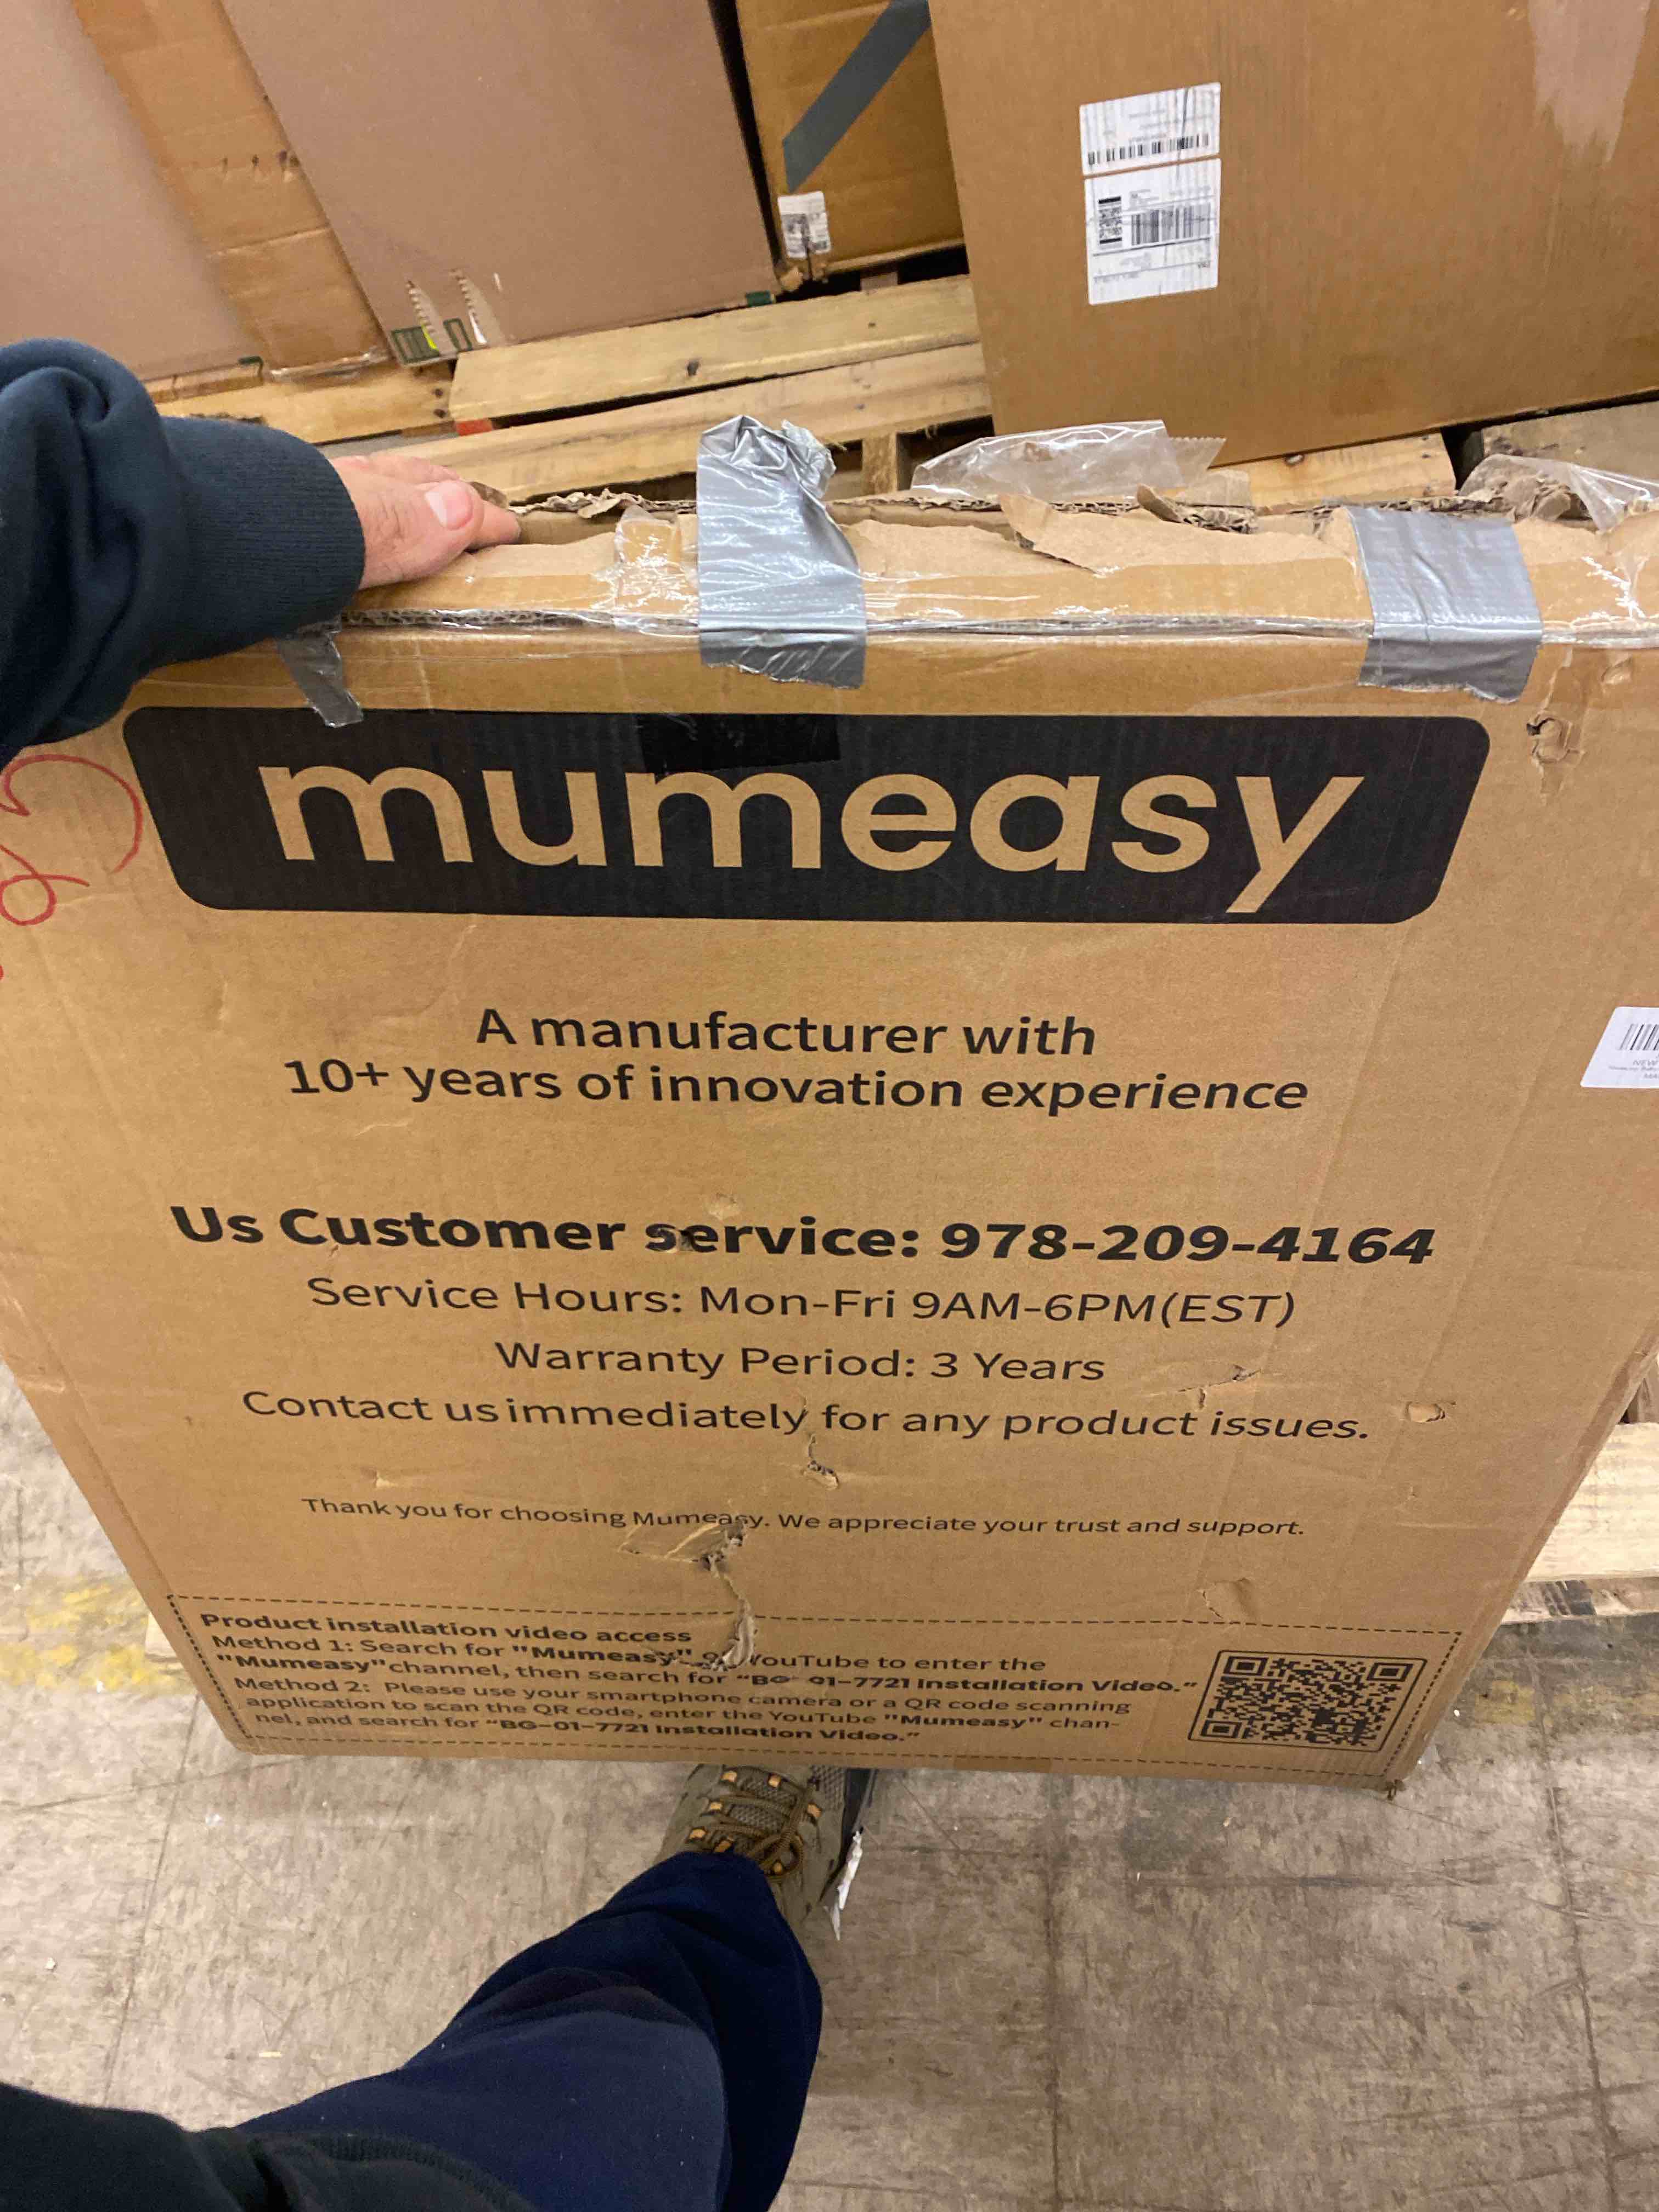 mumeasy
A manufacturer with
10+ years of innovation experience
Us Customer service: 978-209-4164
Service Hours: Mon-Fri 9AM-6PM(EST)
Warranty Period: 3 Years
Contact us immediately for any product issues.
Thank you for choosing Mumeasy. We appreciate your trust and support.
Product installation video access
Method 1: Search for "Mumeasy" YouTube to enter the
"Mumeasy" channel, then search for "BG 01-7721 Installation Video."
Method 2: Please use your smartphone camera or a QR code scanning
application to scan the QR code, enter the YouTube "Mumeasy" chan-
nel, and search for "BG-01-7721 Installation Video."
NEW